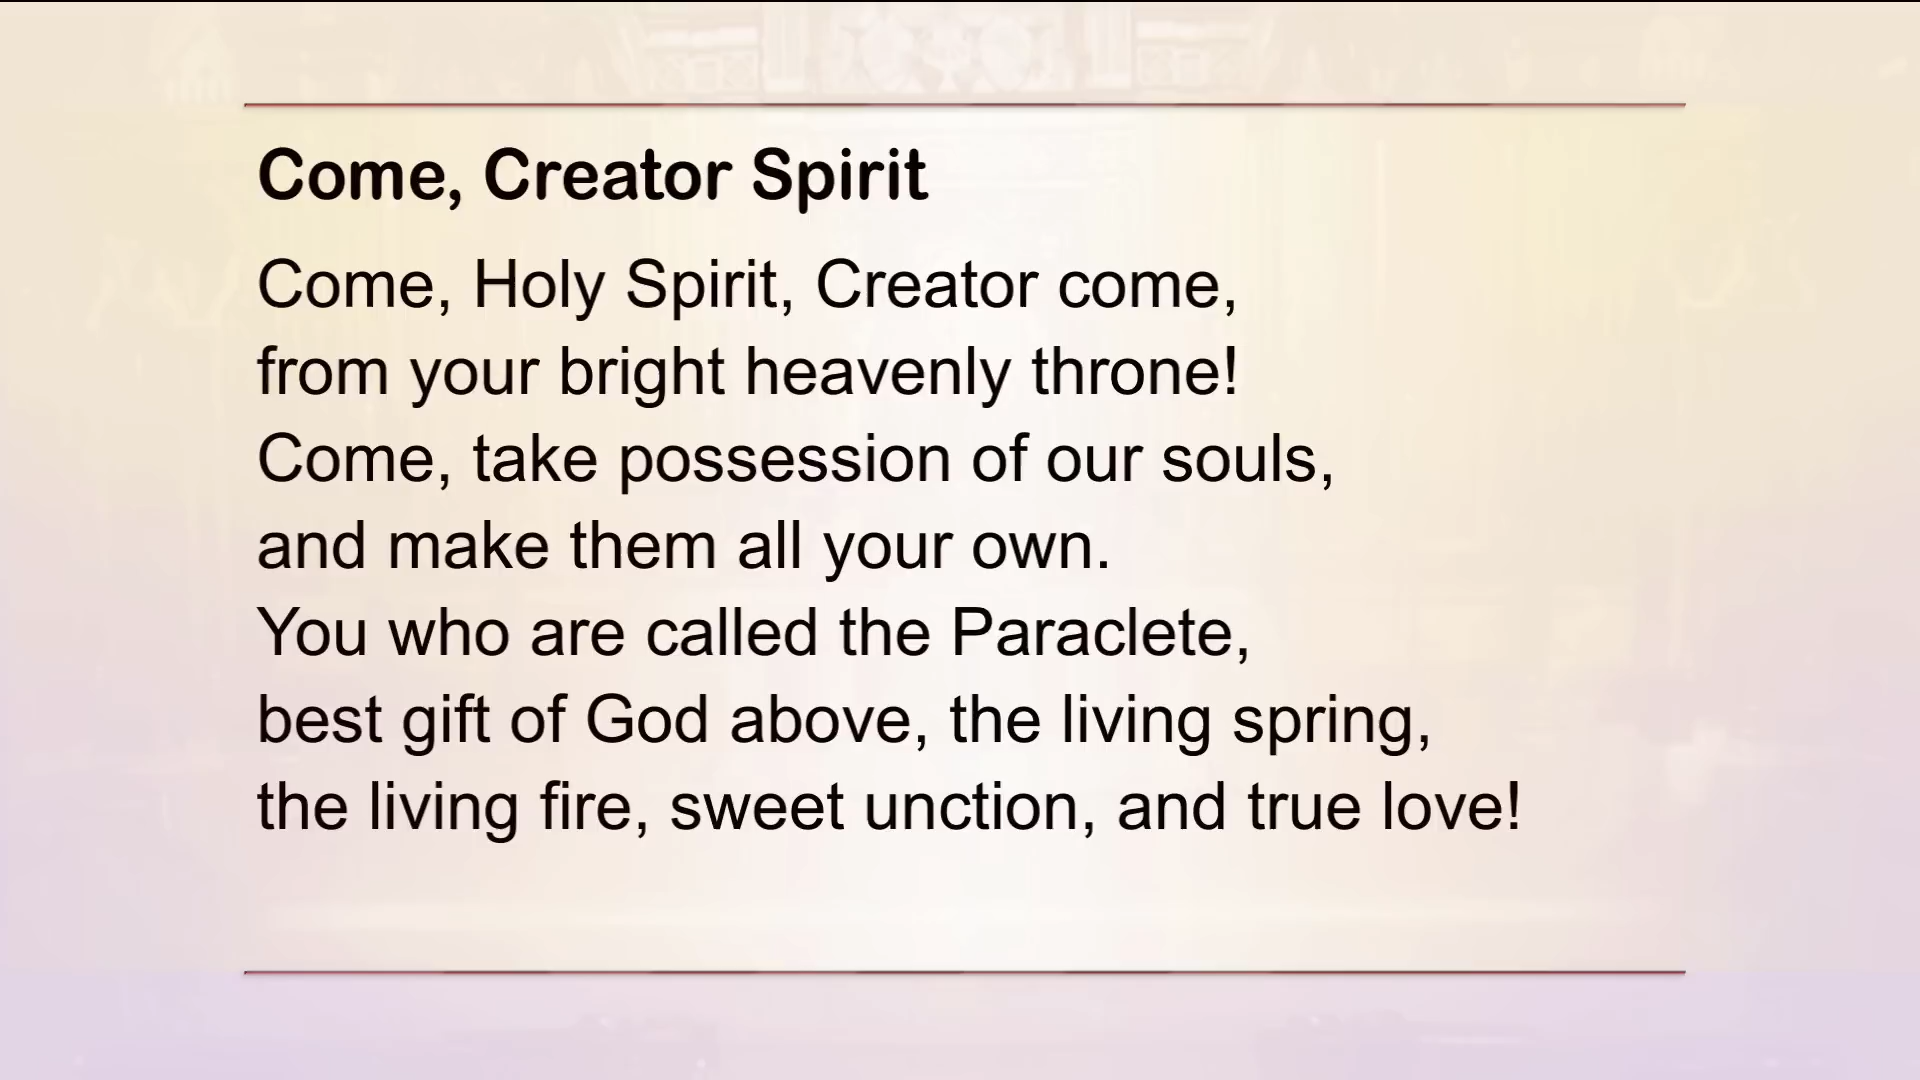 Come, Creator Spirit
Come, Holy Spirit, Creator come,
from your bright heavenly throne!
Come, take possession of our souls,
and make them all your own.
You who are called the Paraclete,
best gift of God above, the living spring,
the living fire, sweet unction, and true love!